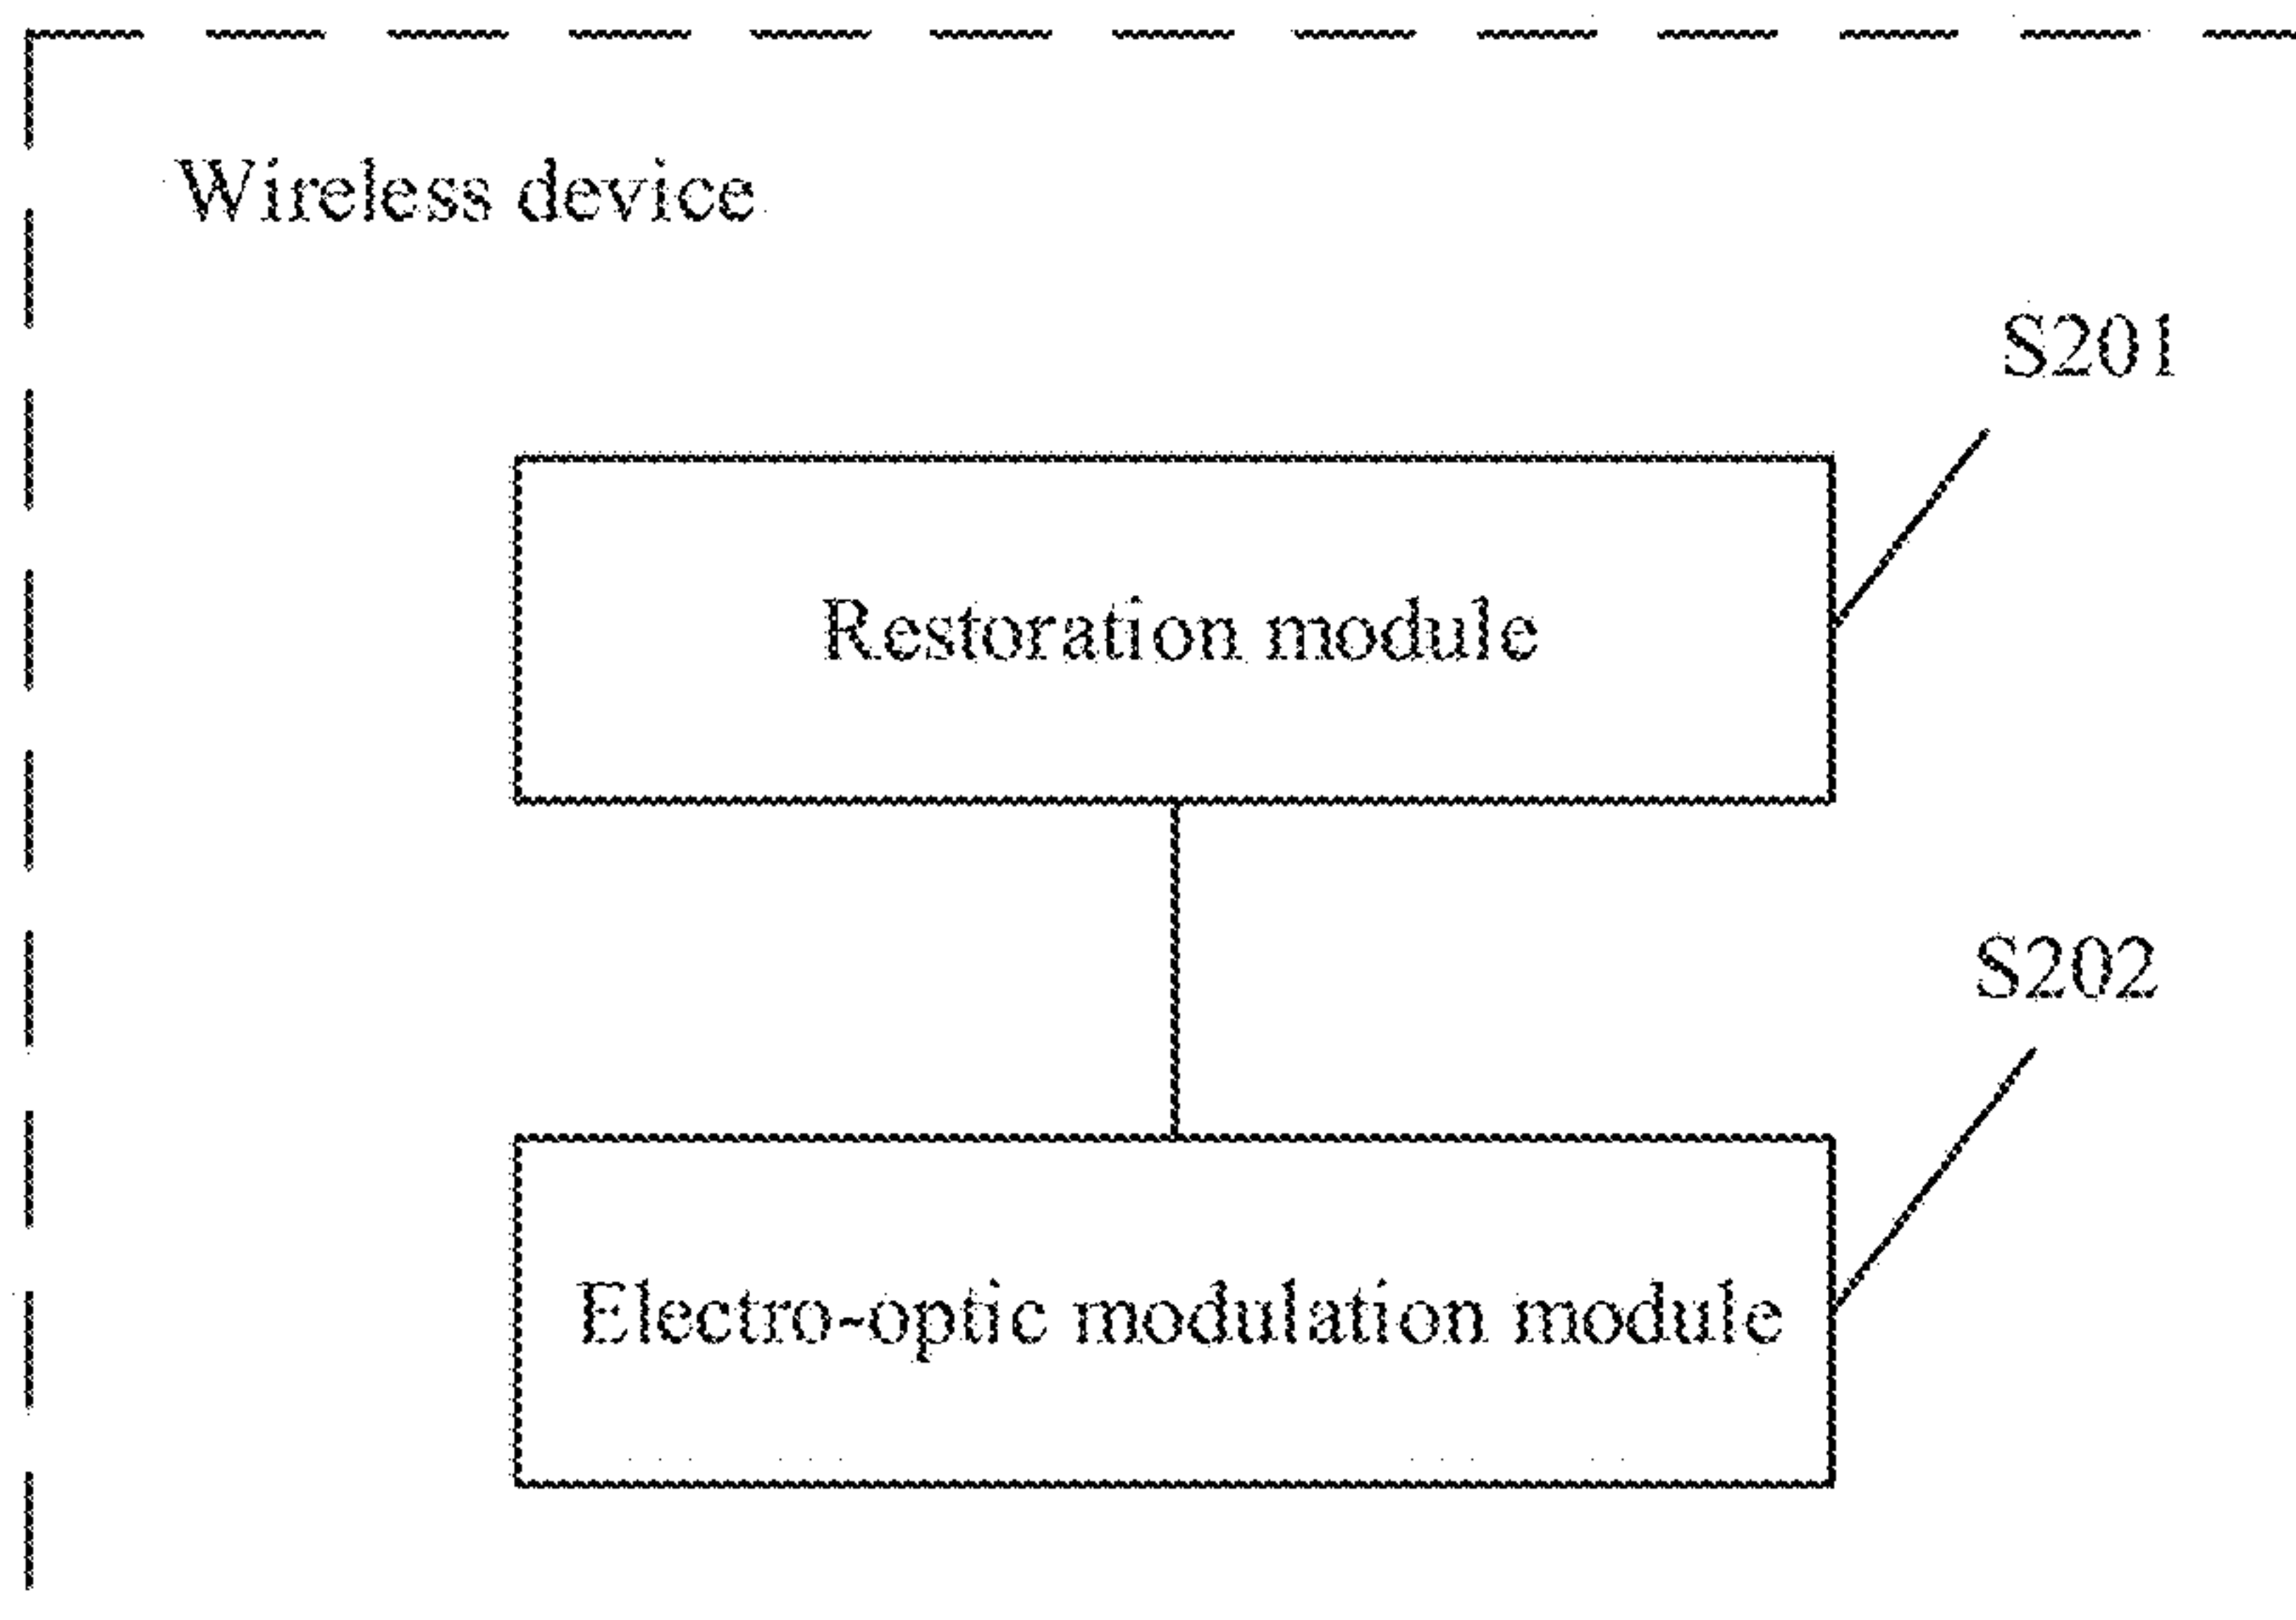 Wireless device
S201
Restoration module
S202
Electro-optic modulation module